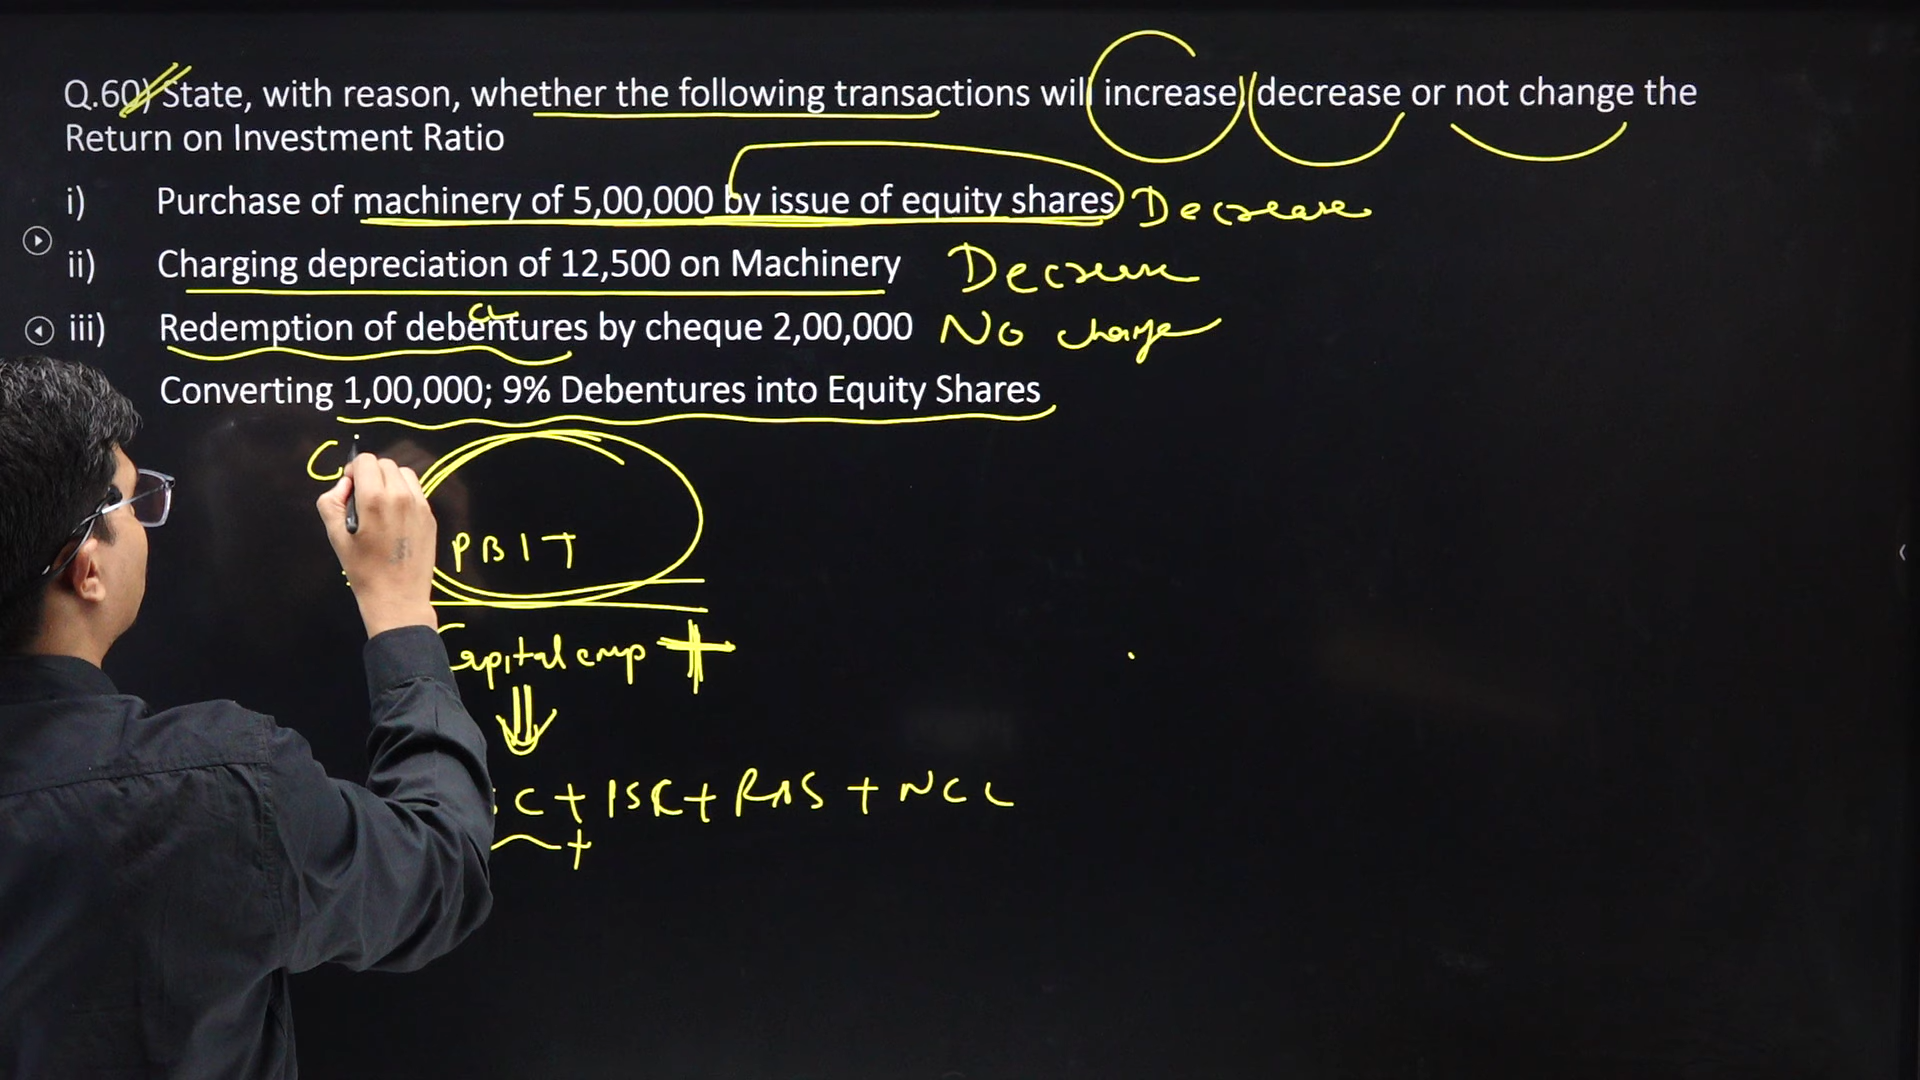 Q.60) State, with reason, whether the following transactions will increase, decrease or not change the
Return on Investment Ratio
i) Purchase of machinery of 5,00,000 by issue of equity shares Decrease
ii) Charging depreciation of 12,500 on Machinery Decrease
CL
iii) Redemption of debentures by cheque 2,00,000 No change
Converting 1,00,000; 9% Debentures into Equity Shares
PBIT
Capital emp +
C + PSK + R&S + NCL
+